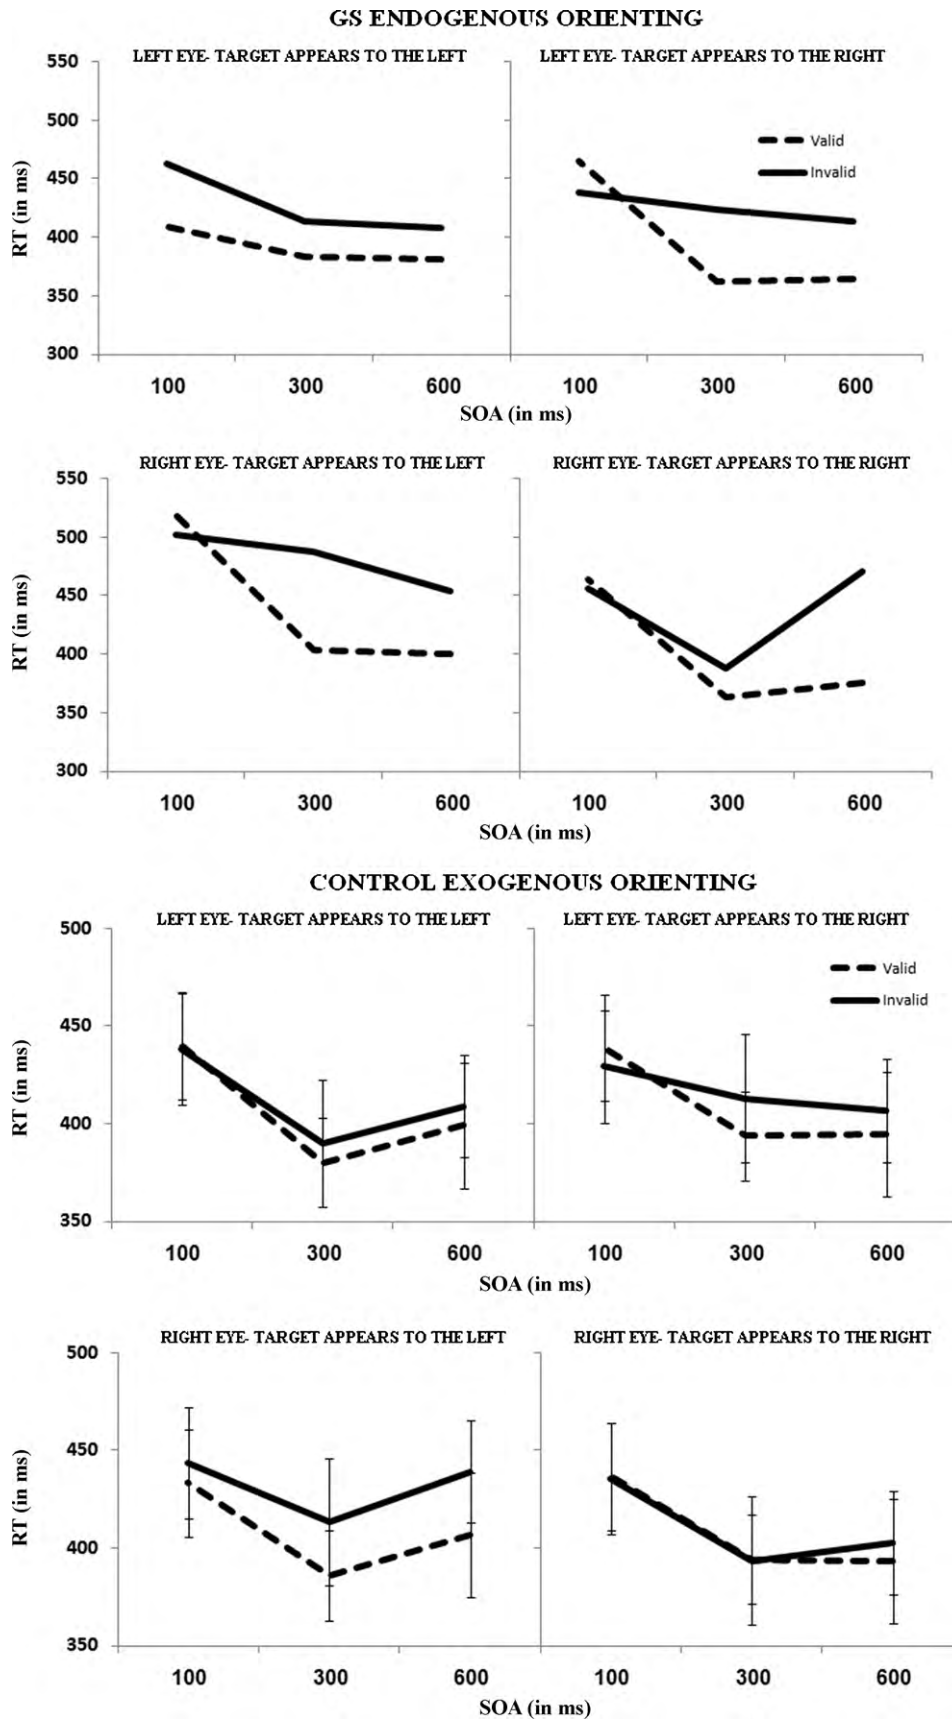 GS ENDOGENOUS ORIENTING
LEFT EYE- TARGET APPEARS TO THE LEFT
LEFT EYE- TARGET APPEARS TO THE RIGHT
550
500
450
400
350
300
RT (in ms)
Valid
Invalid
100 300 600 100 300 600
SOA (in ms)
RIGHT EYE- TARGET APPEARS TO THE LEFT
RIGHT EYE- TARGET APPEARS TO THE RIGHT
550
500
450
400
350
300
RT (in ms)
100 300 600 100 300 600
SOA (in ms)
CONTROL EXOGENOUS ORIENTING
LEFT EYE- TARGET APPEARS TO THE LEFT
LEFT EYE- TARGET APPEARS TO THE RIGHT
500
450
400
350
RT (in ms)
Valid
Invalid
100 300 600 100 300 600
SOA (in ms)
RIGHT EYE- TARGET APPEARS TO THE LEFT
RIGHT EYE- TARGET APPEARS TO THE RIGHT
500
450
400
350
RT (in ms)
100 300 600 100 300 600
SOA (in ms)